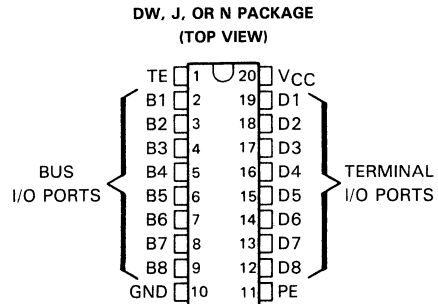 DW, J, OR N PACKAGE
(TOP VIEW)
TE 1 20 VCC
B1 2 19 D1
B2 3 18 D2
B3 4 17 D3
B4 5 16 D4
B5 6 15 D5
B6 7 14 D6
B7 8 13 D7
B8 9 12 D8
GND 10 11 PE
BUS
I/O PORTS
TERMINAL
I/O PORTS